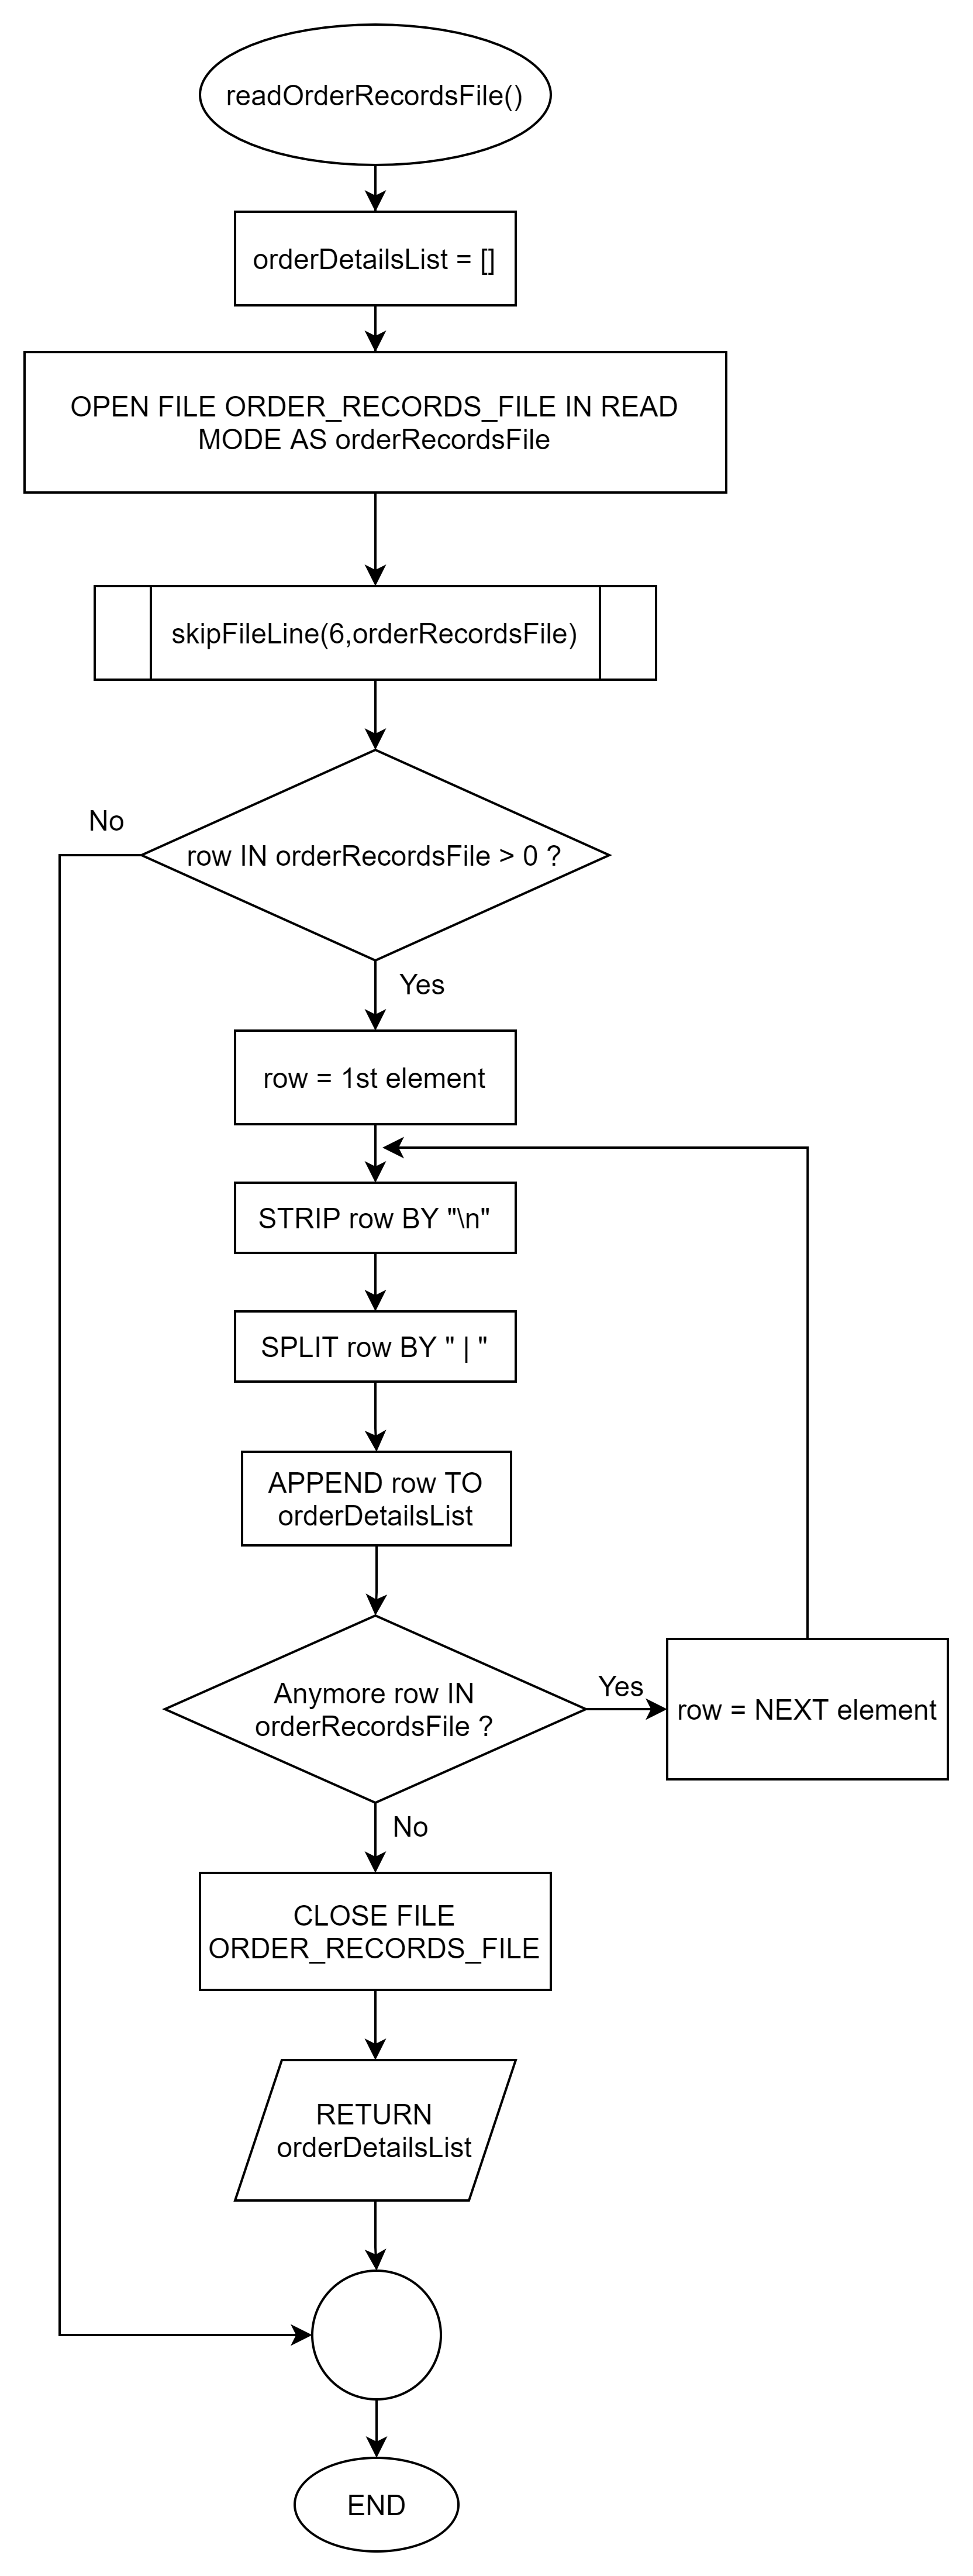 readOrderRecordsFile()
orderDetailsList = []
OPEN FILE ORDER_RECORDS_FILE IN READ
MODE AS orderRecordsFile
skipFileLine(6,orderRecordsFile)
No
row IN orderRecordsFile > 0 ?
Yes
row = 1st element
STRIP row BY "\n"
SPLIT row BY " | "
APPEND row TO
orderDetailsList
Anymore row IN
orderRecordsFile ?
Yes
row = NEXT element
No
CLOSE FILE
ORDER_RECORDS_FILE
RETURN
orderDetailsList
END